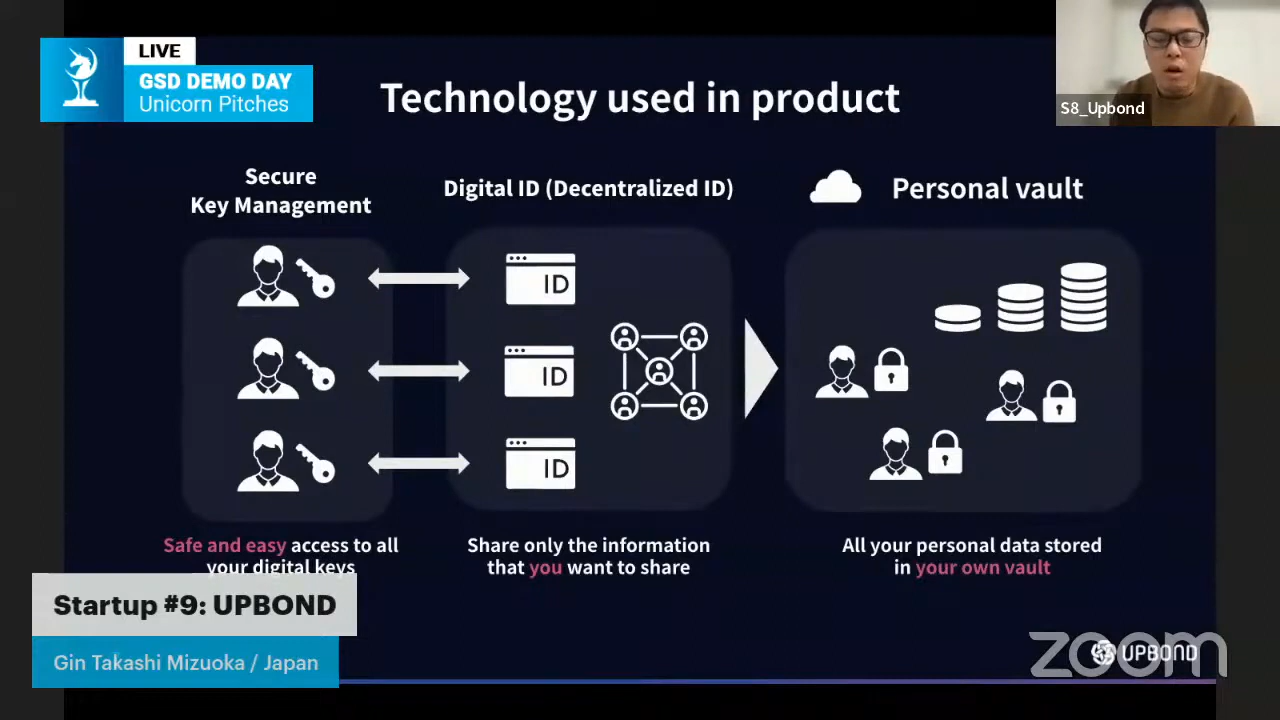 LIVE
GSD DEMO DAY
Unicorn Pitches
Technology used in product
S8_Upbond
Secure
Key Management
Digital ID (Decentralized ID)
Personal vault
ID
ID
ID
Safe and easy access to all
your digital keys
Share only the information
that you want to share
All your personal data stored
in your own vault
Startup #9: UPBOND
Gin Takashi Mizuoka / Japan
UPBOND
zoom